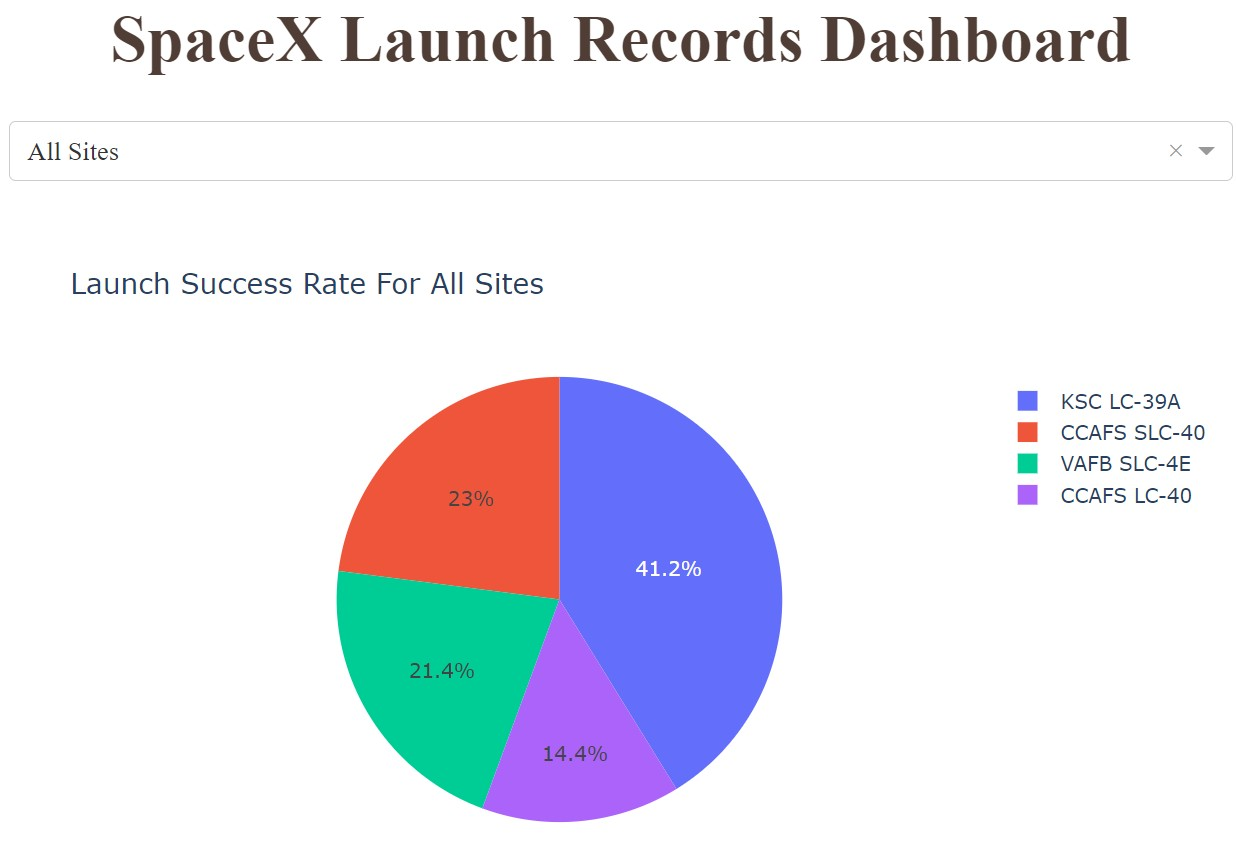 SpaceX Launch Records Dashboard
All Sites
Launch Success Rate For All Sites
KSC LC-39A
CCAFS SLC-40
VAFB SLC-4E
CCAFS LC-40
23%
41.2%
21.4%
14.4%